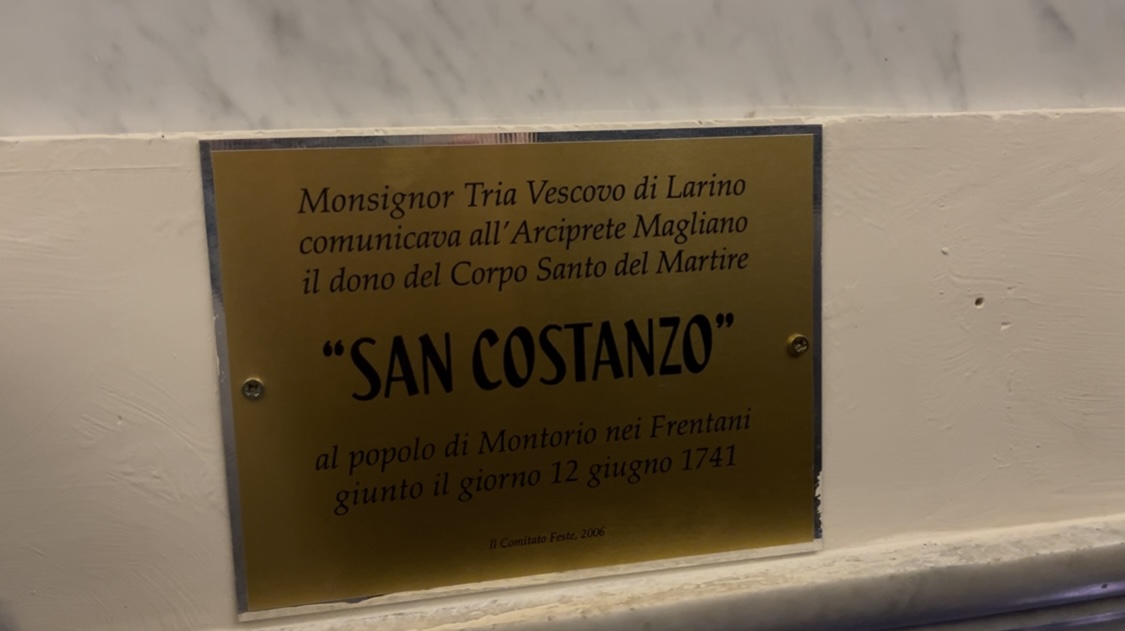 Monsignor Tria Vescovo di Larino
comunicava all'Arciprete Magliano
il dono del Corpo Santo del Martire
“SAN COSTANZO”
al popolo di Montorio nei Frentani
giunto il giorno 12 giugno 1741
Il Comitato Feste, 2006